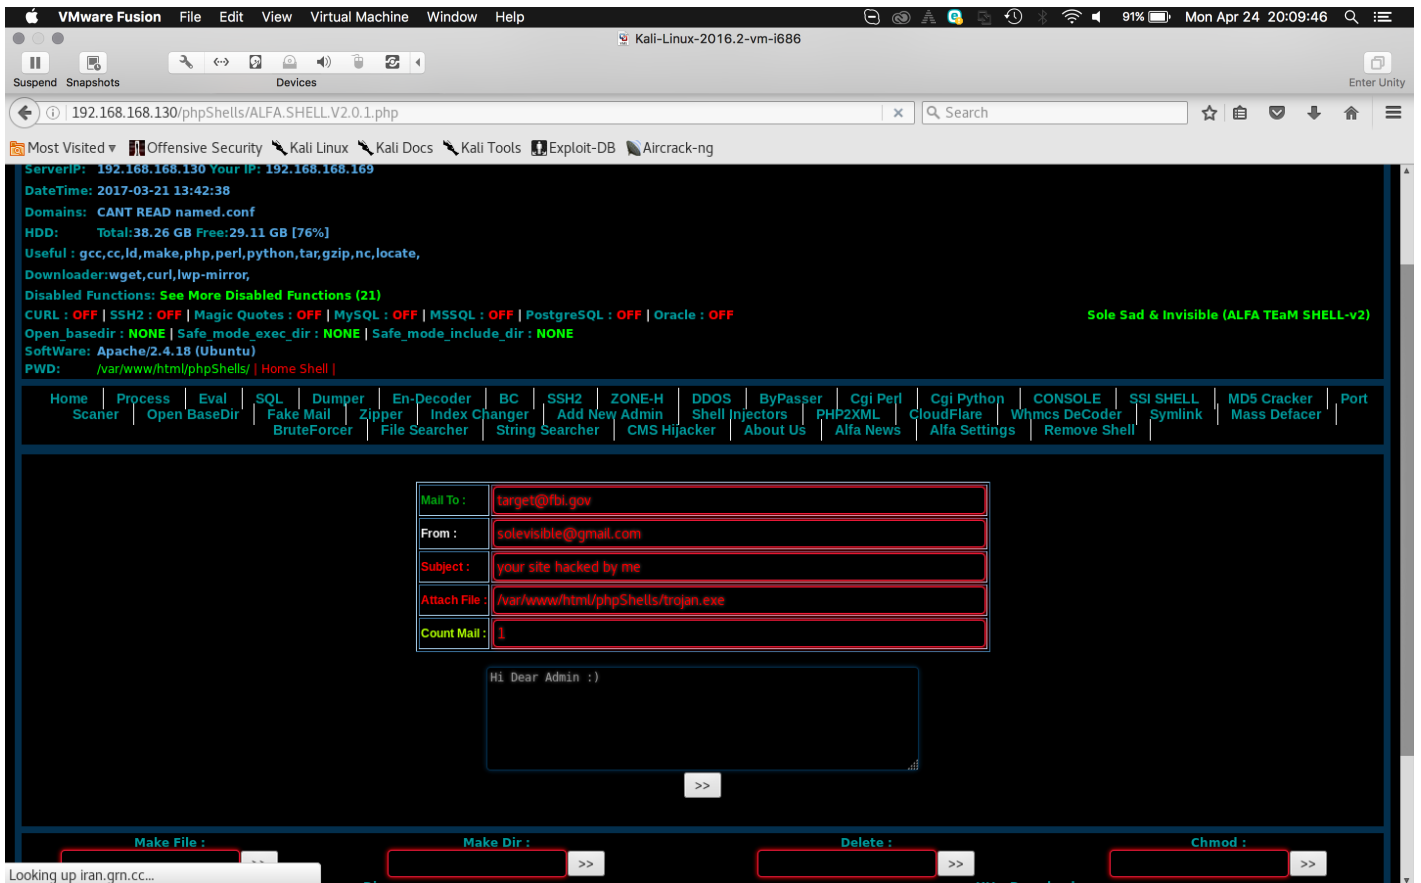 VMware Fusion File Edit View Virtual Machine Window Help 91% Mon Apr 24 20:09:46
Kali-Linux-2016.2-vm-i686
Suspend Snapshots Devices Enter Unity
192.168.168.130/phpShells/ALFA.SHELL.V2.0.1.php Search
Most Visited Offensive Security Kali Linux Kali Docs Kali Tools Exploit-DB Aircrack-ng
ServerIP: 192.168.168.130 Your IP: 192.168.168.169
DateTime: 2017-03-21 13:42:38
Domains: CANT READ named.conf
HDD: Total:38.26 GB Free:29.11 GB [76%]
Useful : gcc,cc,ld,make,php,perl,python,tar,gzip,nc,locate,
Downloader:wget,curl,lwp-mirror,
Disabled Functions: See More Disabled Functions (21)
CURL : OFF | SSH2 : OFF | Magic Quotes : OFF | MySQL : OFF | MSSQL : OFF | PostgreSQL : OFF | Oracle : OFF Sole Sad & Invisible (ALFA TEaM SHELL-v2)
Open_basedir : NONE | Safe_mode_exec_dir : NONE | Safe_mode_include_dir : NONE
SoftWare: Apache/2.4.18 (Ubuntu)
PWD: /var/www/html/phpShells/ | Home Shell |
Home Process Eval SQL Dumper En-Decoder BC SSH2 ZONE-H DDOS ByPasser Cgi Perl Cgi Python CONSOLE SSI SHELL MD5 Cracker Port
Scaner Open BaseDir Fake Mail Zipper Index Changer Add New Admin Shell Injectors PHP2XML CloudFlare Whmcs DeCoder Symlink Mass Defacer
BruteForcer File Searcher String Searcher CMS Hijacker About Us Alfa News Alfa Settings Remove Shell
Mail To : target@fbi.gov
From : solevisible@gmail.com
Subject : your site hacked by me
Attach File : /var/www/html/phpShells/trojan.exe
Count Mail : 1
Hi Dear Admin :)
>>
Make File : Make Dir : Delete : Chmod :
>> >> >> >>
Looking up iran.grn.cc...